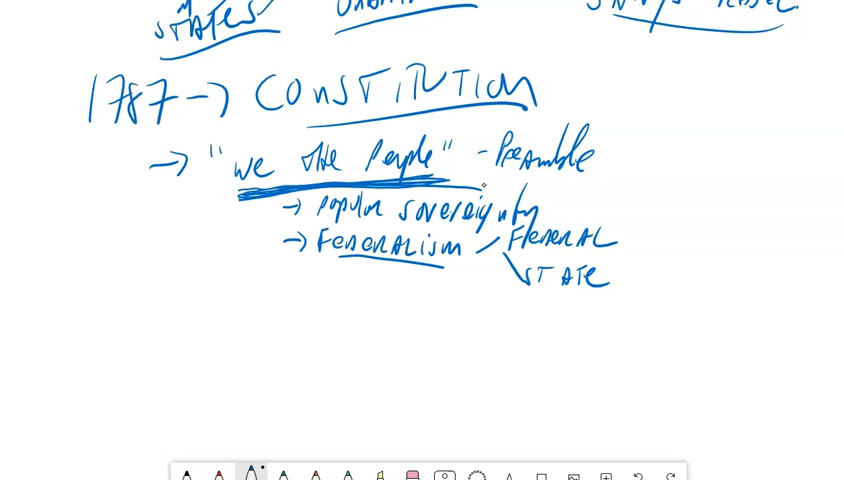 STATES
1787 → CONSTITUTION
→ "We the People" - Preamble
→ Popular Sovereignty
→ FEDERALISM FEDERAL
STATE